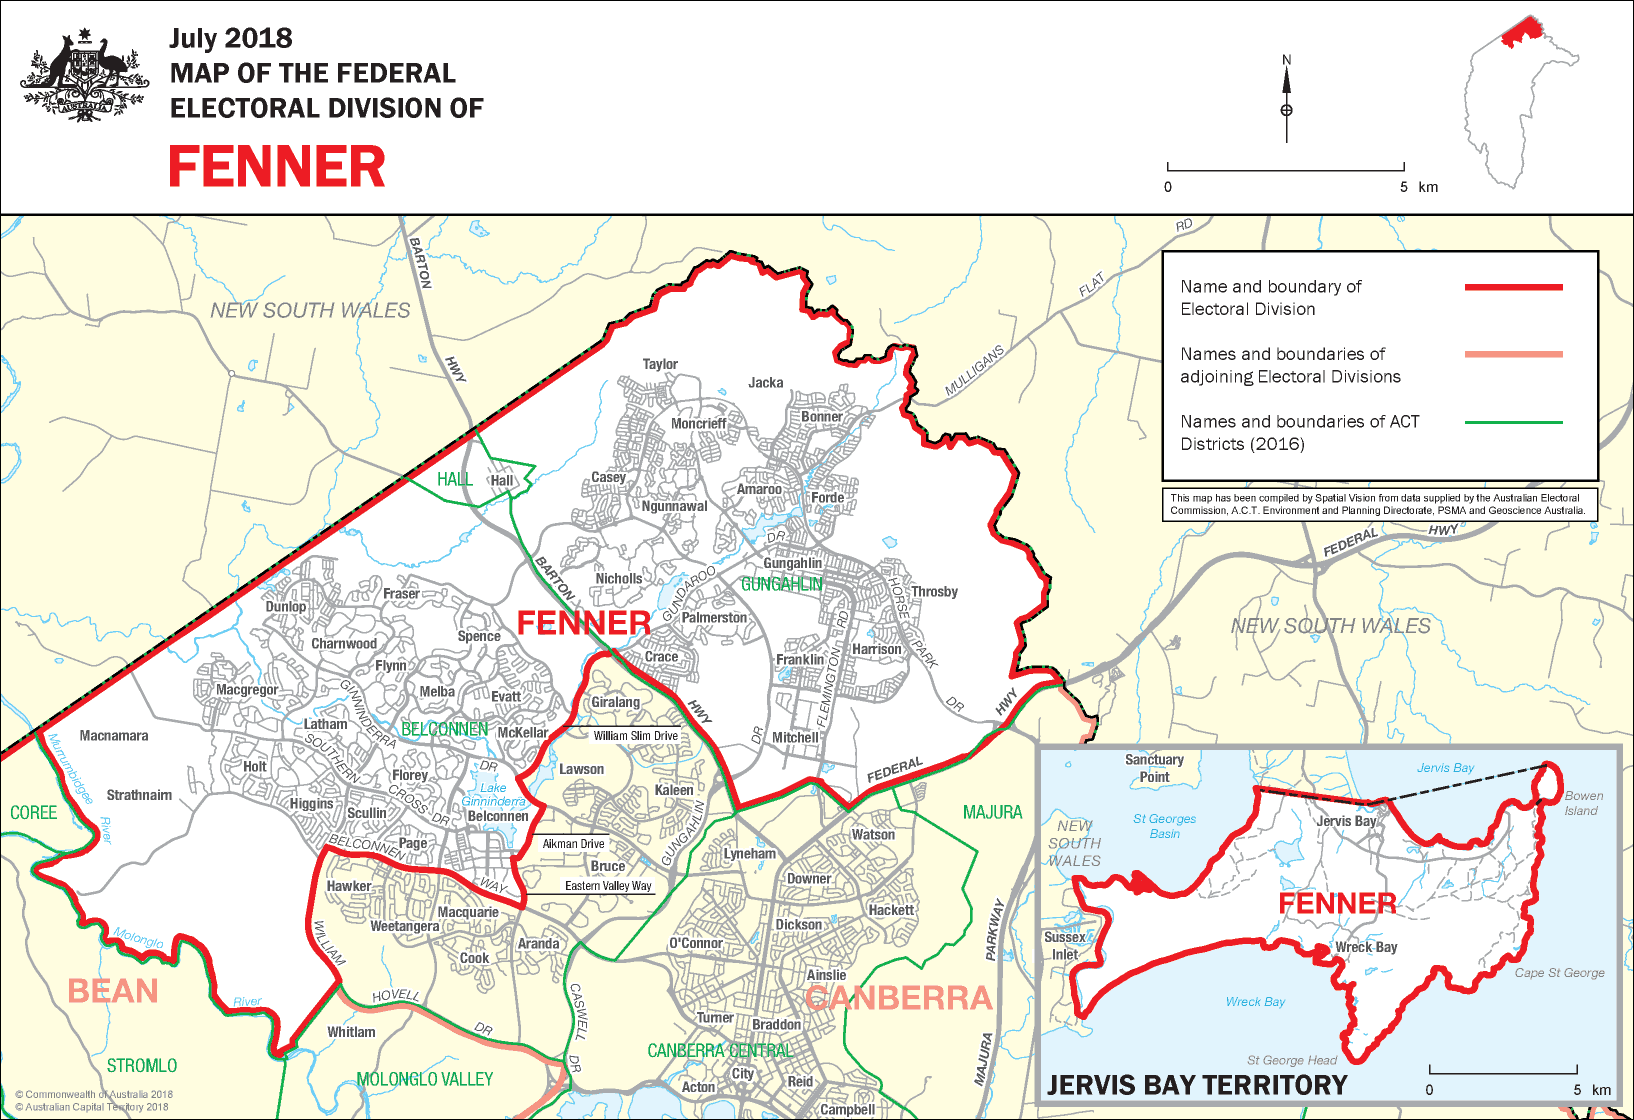 July 2018
MAP OF THE FEDERAL
ELECTORAL DIVISION OF
FENNER
AUSTRALIA
N
0 5 km
Name and boundary of
Electoral Division
Names and boundaries of
adjoining Electoral Divisions
Names and boundaries of ACT
Districts (2016)
This map has been compiled by Spatial Vision from data supplied by the Australian Electoral
Commission, A.C.T. Environment and Planning Directorate, PSMA and Geoscience Australia.
NEW SOUTH WALES
BARTON
HWY
RD
FLAT
MULLIGANS
Taylor
Jacka
Bonner
Moncrieff
HALL
Hall
Casey
Ngunnawal
Amaroo
Forde
DR
Gungahlin
GUNGAHLIN
BARTON
Nicholls
GUNDAROO
Palmerston
HORSE
PARK
DR
Throsby
FEDERAL
HWY
NEW SOUTH WALES
Dunlop
Fraser
FENNER
Charnwood
Spence
Flynn
Crace
Franklin
FLEMINGTON
RD
Harrison
Macgregor
GINNINDERRA
Melba
Evatt
Giralang
HWY
HWY
Latham
BELCONNEN
McKellar
William Slim Drive
DR
Mitchell
Macnamara
SOUTHERN
CROSS DR
DR
Murrumbidgee
River
Holt
Florey
Lake
Ginninderra
Lawson
Kaleen
FEDERAL
Strathnairn
Higgins
Scullin
Belconnen
COREE
MAJURA
BELCONNEN
WAY
Page
Aikman Drive
GUNGAHLIN
Watson
Lyneham
Bruce
Eastern Valley Way
Downer
Hawker
Macquarie
Weetangera
Hackett
Dickson
WILLIAM
Aranda
O'Connor
Cook
Molonglo
River
BEAN
Ainslie
CANBERRA
HOVELL
DR
CASWELL
DR
Whitlam
Turner
Braddon
CANBERRA CENTRAL
STROMLO
MOLONGLO VALLEY
City
Acton
Reid
Campbell
MAJURA
PARKWAY
© Commonwealth of Australia 2018
© Australian Capital Territory 2018
Sanctuary
Point
Jervis Bay
Bowen
Island
St Georges
Basin
Jervis Bay
NEW
SOUTH
WALES
FENNER
Sussex
Inlet
Wreck Bay
Cape St George
Wreck Bay
St George Head
JERVIS BAY TERRITORY
0 5 km